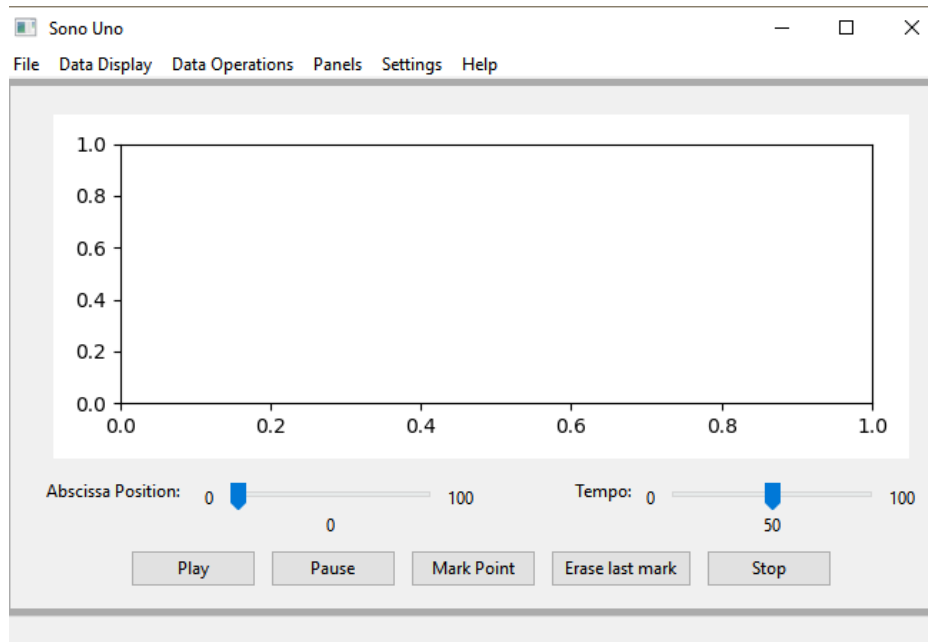 Sono Uno
File Data Display Data Operations Panels Settings Help
1.0
0.8
0.6
0.4
0.2
0.0
0.0 0.2 0.4 0.6 0.8 1.0
Abscissa Position: 0 100 Tempo: 0 100
0 50
Play Pause Mark Point Erase last mark Stop